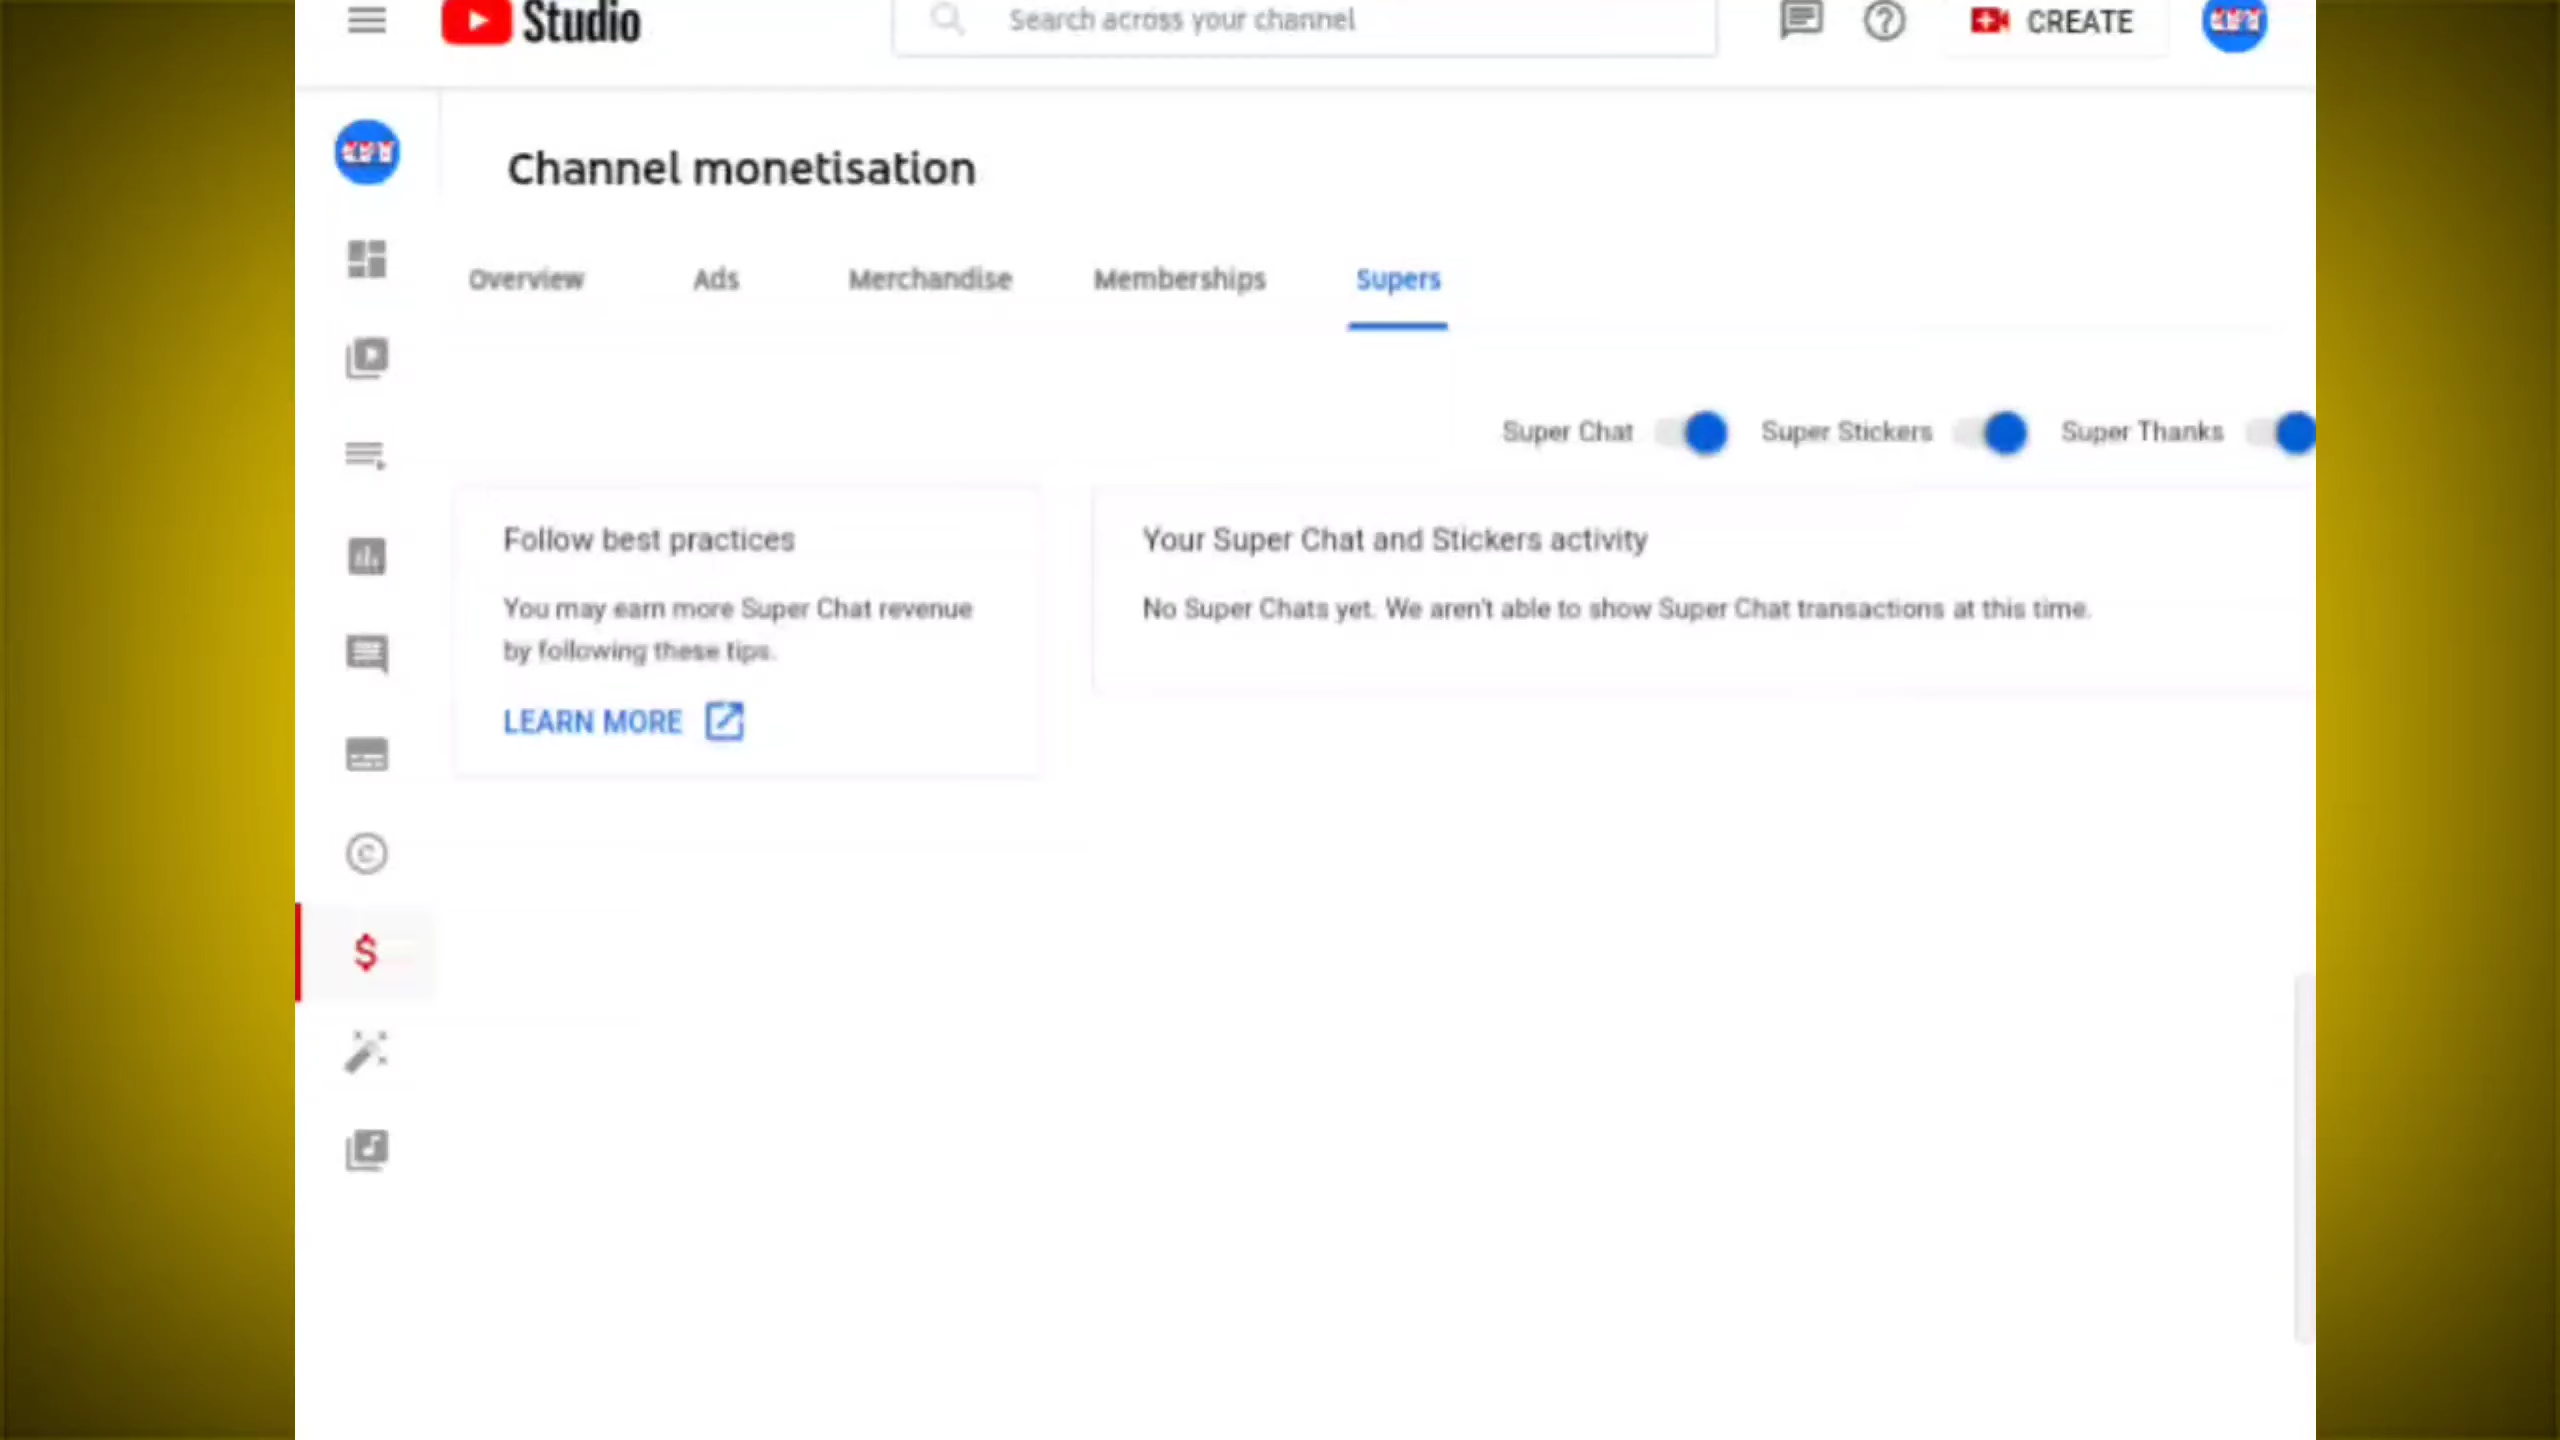 Studio
Search across your channel
CREATE
Channel monetisation
Overview
Ads
Merchandise
Memberships
Supers
Super Chat
Super Stickers
Super Thanks
Follow best practices
You may earn more Super Chat revenue
by following these tips.
LEARN MORE
Your Super Chat and Stickers activity
No Super Chats yet. We aren't able to show Super Chat transactions at this time.
$